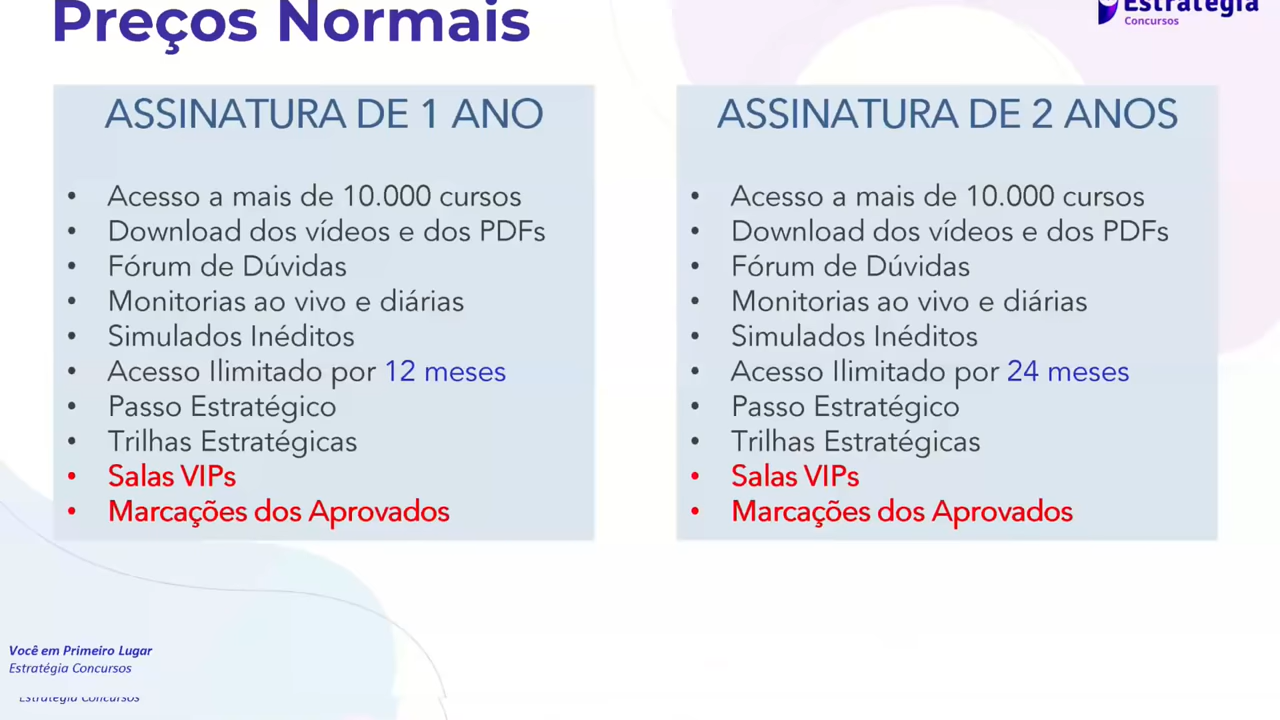 Preços Normais
Estratégia
Concursos
ASSINATURA DE 1 ANO
• Acesso a mais de 10.000 cursos
• Download dos vídeos e dos PDFs
• Fórum de Dúvidas
• Monitorias ao vivo e diárias
• Simulados Inéditos
• Acesso Ilimitado por 12 meses
• Passo Estratégico
• Trilhas Estratégicas
• Salas VIPs
• Marcações dos Aprovados
ASSINATURA DE 2 ANOS
• Acesso a mais de 10.000 cursos
• Download dos vídeos e dos PDFs
• Fórum de Dúvidas
• Monitorias ao vivo e diárias
• Simulados Inéditos
• Acesso Ilimitado por 24 meses
• Passo Estratégico
• Trilhas Estratégicas
• Salas VIPs
• Marcações dos Aprovados
Você em Primeiro Lugar
Estratégia Concursos
Estratégia Concursos